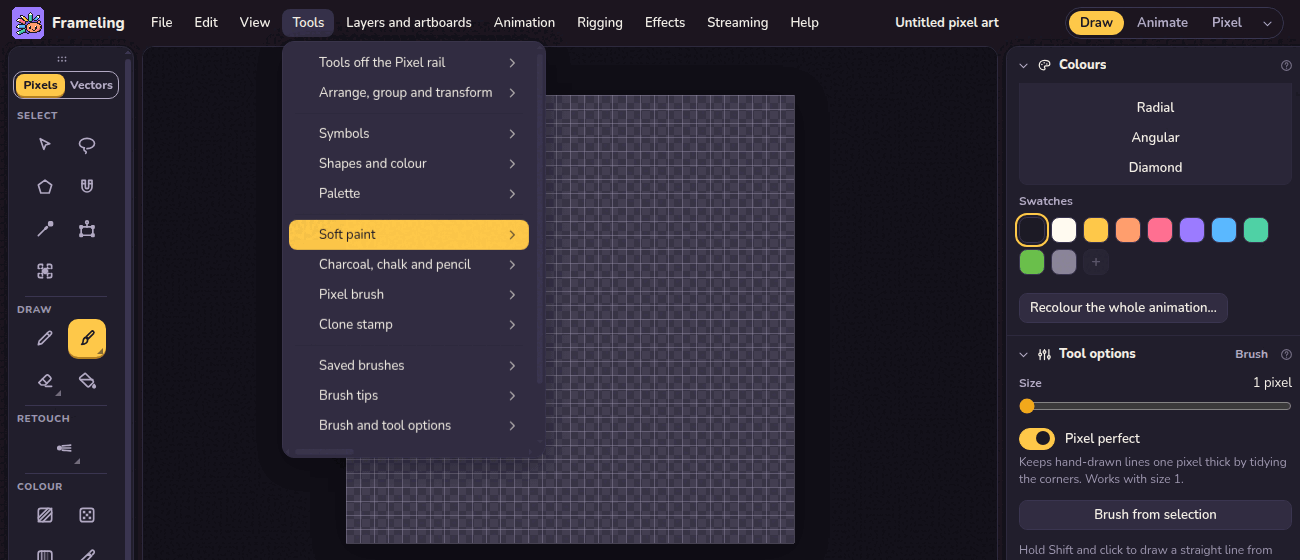 Frameling
File
Edit
View
Tools
Layers and artboards
Animation
Rigging
Effects
Streaming
Help
Untitled pixel art
Draw
Animate
Pixel
Pixels
Vectors
SELECT
DRAW
RETOUCH
COLOUR
Tools off the Pixel rail
Arrange, group and transform
Symbols
Shapes and colour
Palette
Soft paint
Charcoal, chalk and pencil
Pixel brush
Clone stamp
Saved brushes
Brush tips
Brush and tool options
Colours
Radial
Angular
Diamond
Swatches
Recolour the whole animation...
Tool options
Brush
Size
1 pixel
Pixel perfect
Keeps hand-drawn lines one pixel thick by tidying
the corners. Works with size 1.
Brush from selection
Hold Shift and click to draw a straight line from